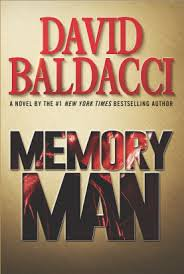 DAVID
BALDACCI
A NOVEL BY THE #1 NEW YORK TIMES BESTSELLING AUTHOR
MEMORY
MAN